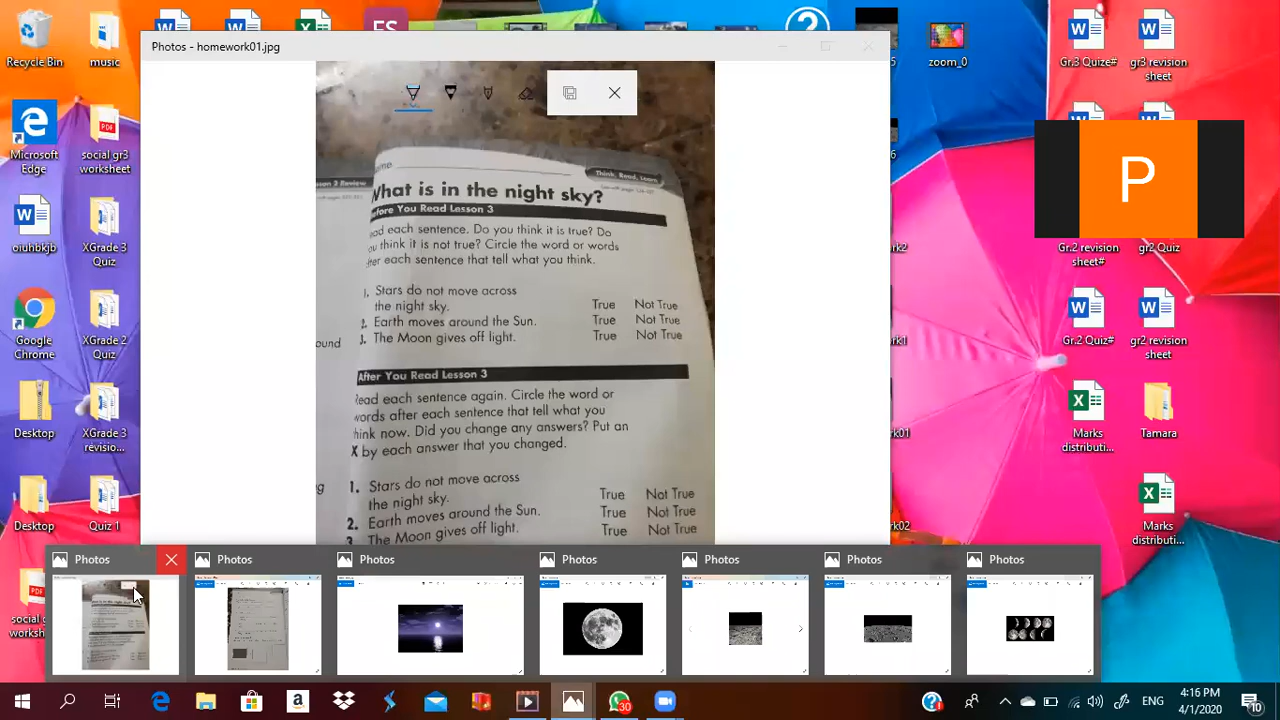 Recycle Bin
music
ES
zoom_0
Gr.3 Quize#
gr3 revision sheet
Photos - homework01.jpg
Microsoft Edge
social gr3 worksheet
oiuhbkjb
XGrade 3 Quiz
Google Chrome
XGrade 2 Quiz
Desktop
XGrade 3 revisio...
Desktop
Quiz 1
P
Gr.2 revision sheet#
gr2 Quiz
Gr.2 Quiz#
gr2 revision sheet
Marks distributi...
Tamara
Marks distributi...
Think, Read, Learn
What is in the night sky?
Before You Read Lesson 3
Read each sentence. Do you think it is true? Do
you think it is not true? Circle the word or words
after each sentence that tell what you think.
1. Stars do not move across
the night sky. True Not True
2. Earth moves around the Sun. True Not True
3. The Moon gives off light. True Not True
After You Read Lesson 3
Read each sentence again. Circle the word or
words after each sentence that tell what you
think now. Did you change any answers? Put an
X by each answer that you changed.
1. Stars do not move across
the night sky. True Not True
2. Earth moves around the Sun. True Not True
3. The Moon gives off light. True Not True
Photos
Photos
Photos
Photos
Photos
Photos
Photos
30
ENG
4:16 PM
4/1/2020
10